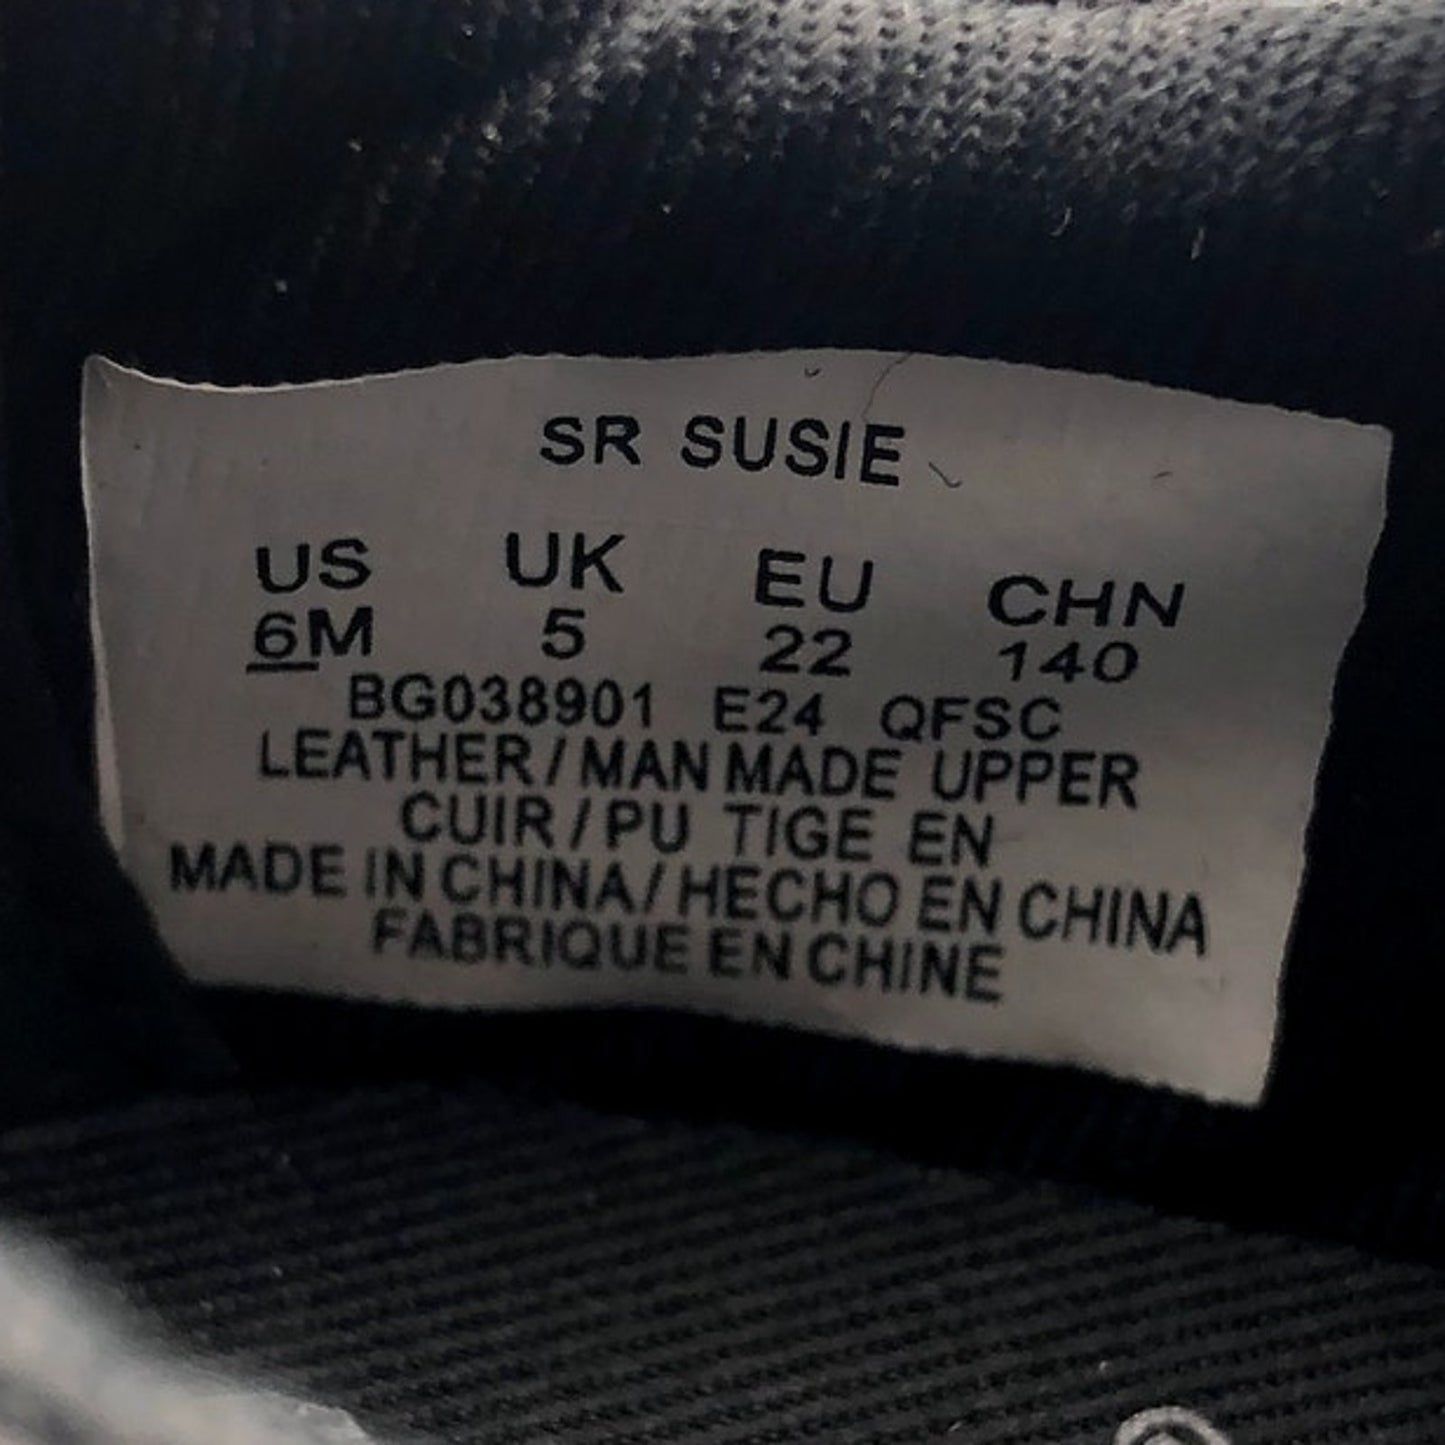 SR SUSIE
US UK EU CHN
6M 5 22 140
BG038901 E24 QFSC
LEATHER/MAN MADE UPPER
CUIR/PU TIGE EN
MADE IN CHINA/HECHO EN CHINA
FABRIQUE EN CHINE